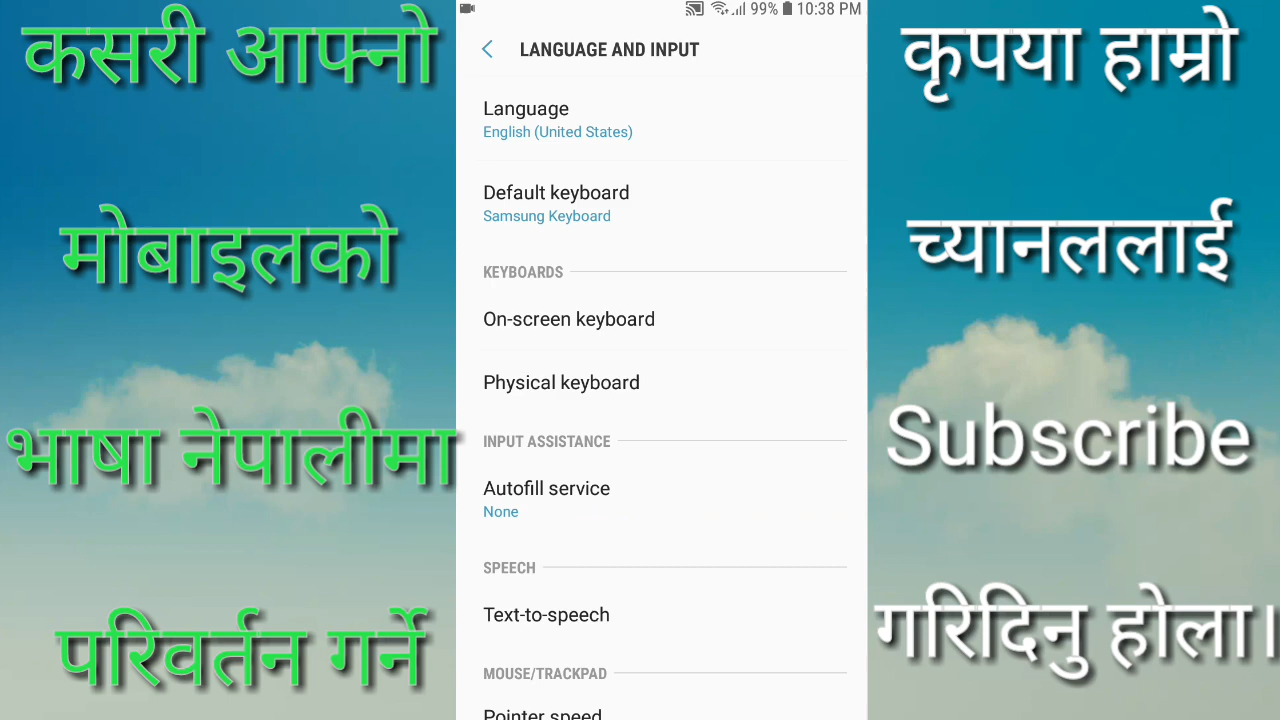 कसरी आफ्नो
मोबाइलको
भाषा नेपालीमा
परिवर्तन गर्ने
99% 10:38 PM
LANGUAGE AND INPUT
Language
English (United States)
Default keyboard
Samsung Keyboard
KEYBOARDS
On-screen keyboard
Physical keyboard
INPUT ASSISTANCE
Autofill service
None
SPEECH
Text-to-speech
MOUSE/TRACKPAD
Pointer speed
कृपया हाम्रो
च्यानललाई
Subscribe
गरिदिनु होला।